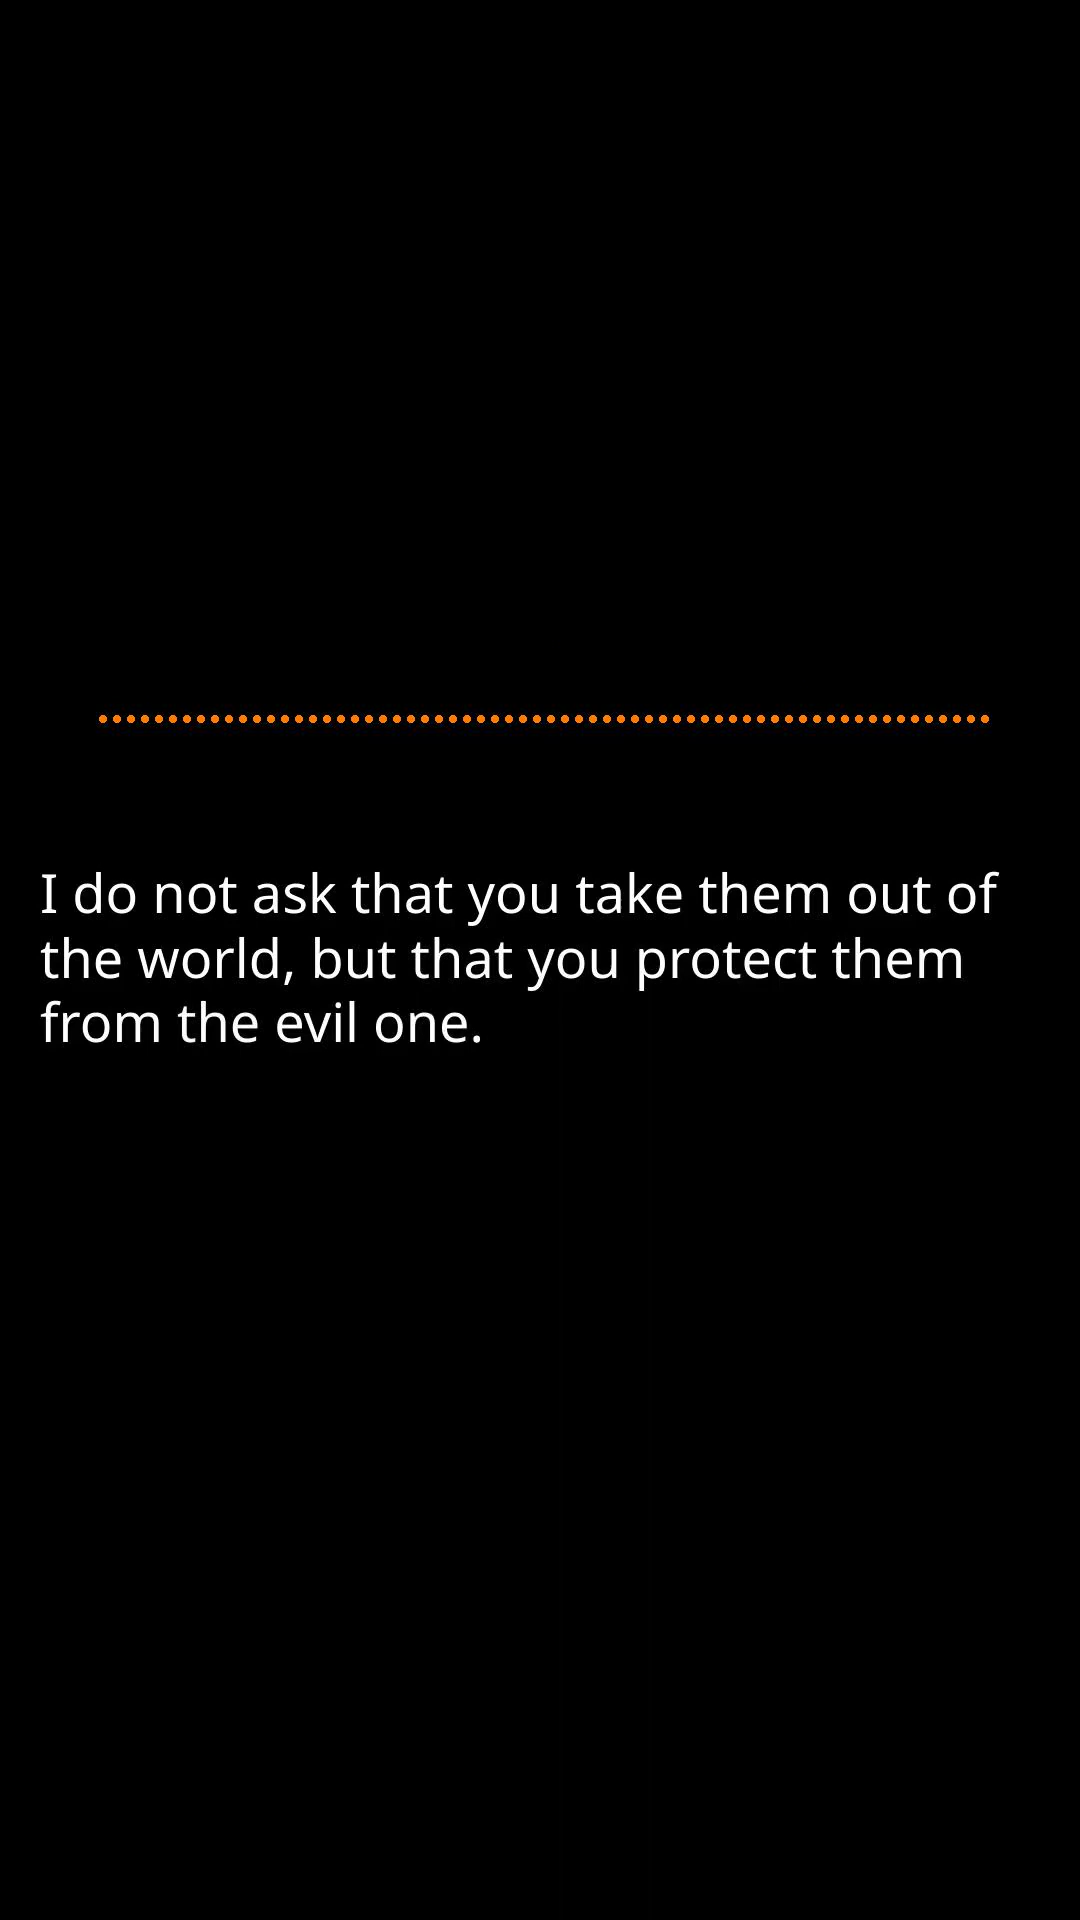 I do not ask that you take them out of
the world, but that you protect them
from the evil one.